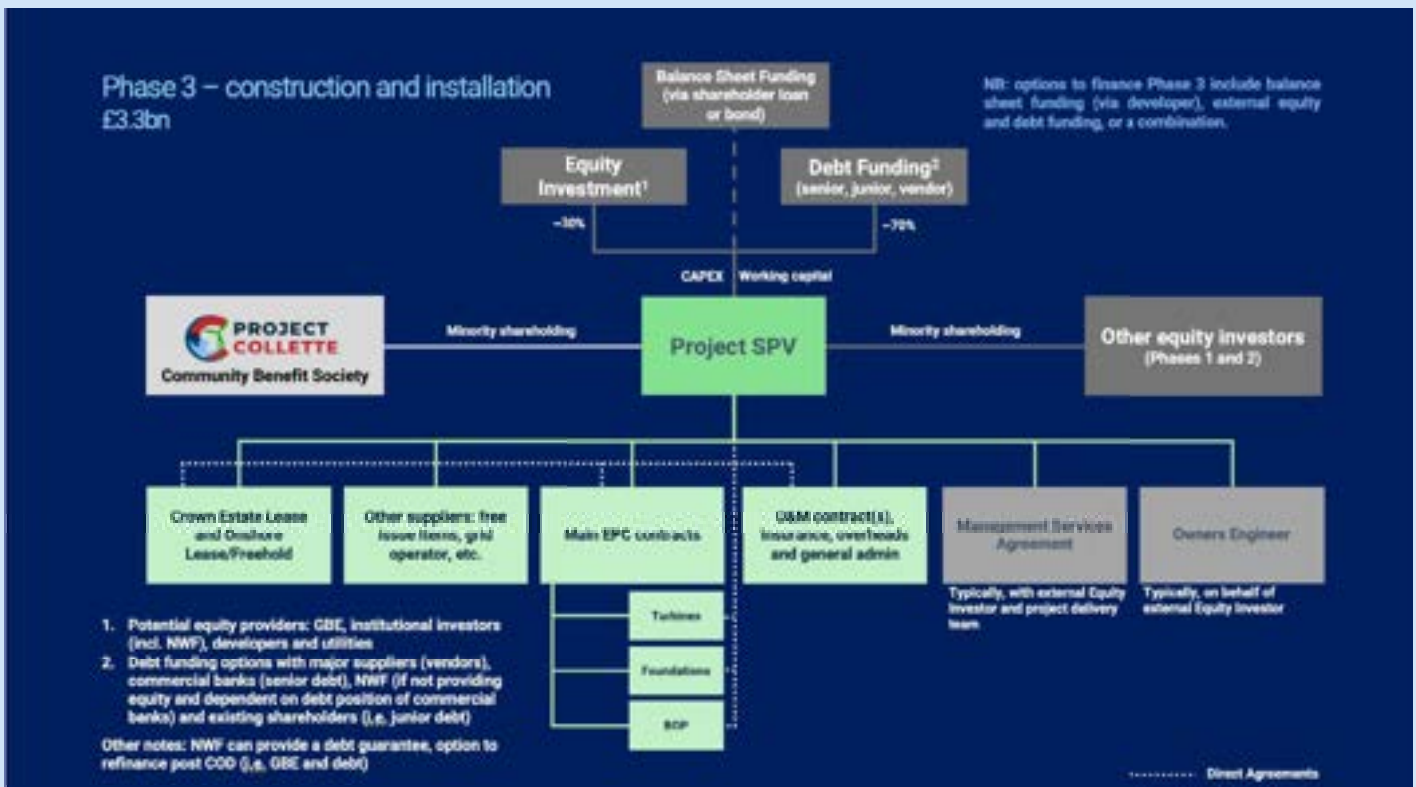 Phase 3 – construction and installation
£3.3bn
Balance Sheet Funding
(via shareholder loan
or bond)
NB: options to finance Phase 3 include balance
sheet funding (via developer), external equity
and debt funding, or a combination.
Equity
Investment¹
Debt Funding²
(senior, junior, vendor)
~30%
~70%
CAPEX
Working capital
PROJECT
COLLETTE
Community Benefit Society
Minority shareholding
Project SPV
Minority shareholding
Other equity investors
(Phases 1 and 2)
Crown Estate Lease
and Onshore
Lease/Freehold
Other suppliers: free
issue items, grid
operator, etc.
Main EPC contracts
O&M contract(s),
insurance, overheads
and general admin
Management Services
Agreement
Owners Engineer
Typically, with external Equity
Investor and project delivery
team
Typically, on behalf of
external Equity Investor
Turbines
Foundations
BOP
1. Potential equity providers: GBE, institutional investors
(incl. NWF), developers and utilities
2. Debt funding options with major suppliers (vendors),
commercial banks (senior debt), NWF (if not providing
equity and dependent on debt position of commercial
banks) and existing shareholders (i.e. junior debt)
Other notes: NWF can provide a debt guarantee, option to
refinance post COD (i.e. GBE and debt)
Direct Agreements